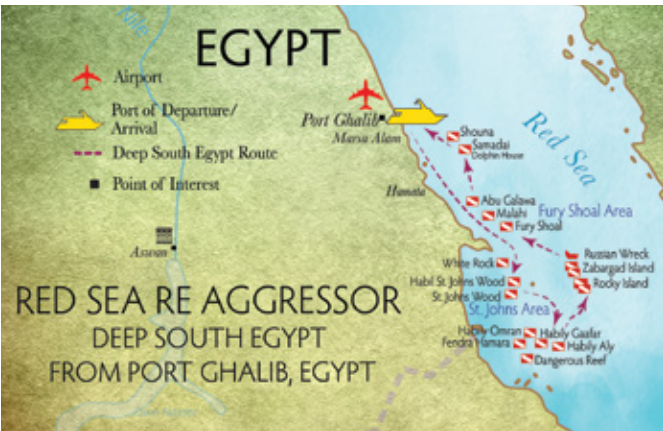 Nile
EGYPT
Airport
Port of Departure/
Arrival
Deep South Egypt Route
Point of Interest
Port Ghalib
Marsa Alam
Shouna
Samadai
Dolphin House
Red Sea
Hamata
Abu Galawa
Malahi
Fury Shoal
Fury Shoal Area
Aswan
White Rock
Russian Wreck
Zabargad Island
Rocky Island
Habil St. Johns Wood
St. Johns Wood
St. Johns Area
Habily Omran
Habily Gaafar
Fendra Hamara
Habily Aly
Dangerous Reef
RED SEA RE AGGRESSOR
DEEP SOUTH EGYPT
FROM PORT GHALIB, EGYPT